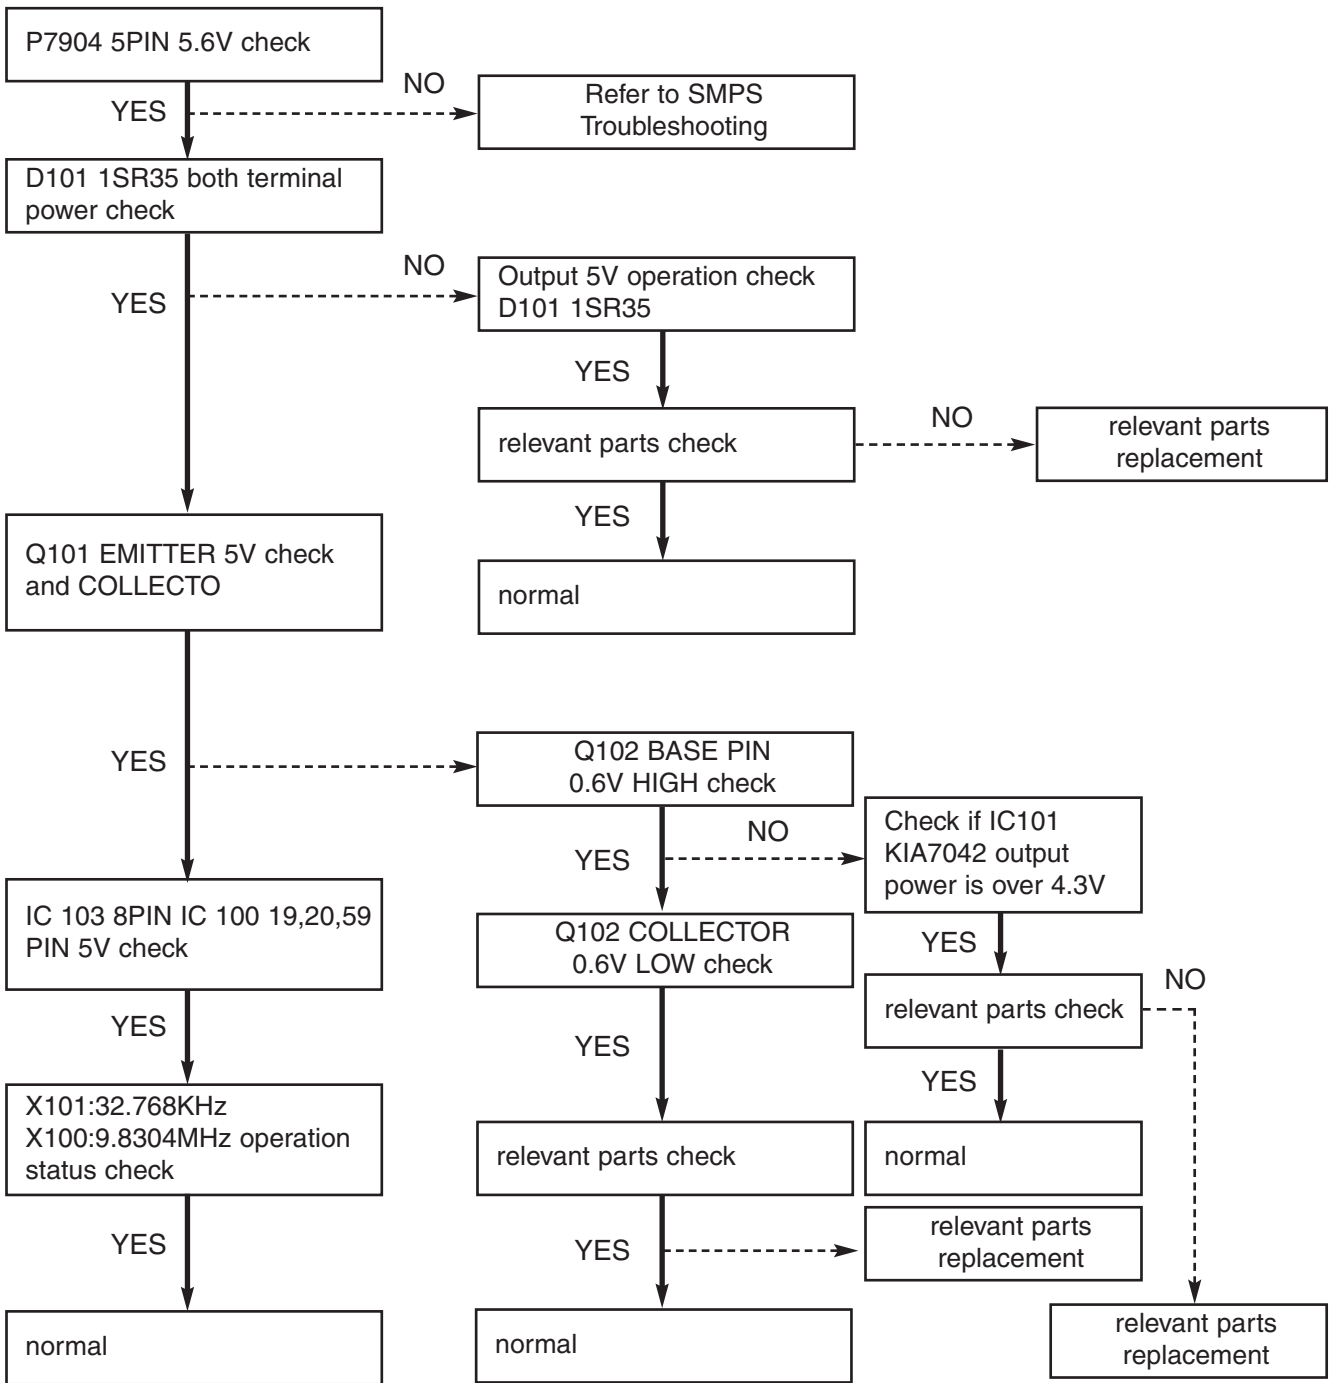 P7904 5PIN 5.6V check
NO
YES
Refer to SMPS
Troubleshooting
D101 1SR35 both terminal
power check
NO
YES
Output 5V operation check
D101 1SR35
YES
relevant parts check
NO
relevant parts
replacement
YES
normal
Q101 EMITTER 5V check
and COLLECTO
YES
Q102 BASE PIN
0.6V HIGH check
NO
YES
Check if IC101
KIA7042 output
power is over 4.3V
IC 103 8PIN IC 100 19,20,59
PIN 5V check
Q102 COLLECTOR
0.6V LOW check
YES
relevant parts check
NO
YES
YES
YES
normal
X101:32.768KHz
X100:9.8304MHz operation
status check
relevant parts check
YES
YES
relevant parts
replacement
normal
normal
relevant parts
replacement